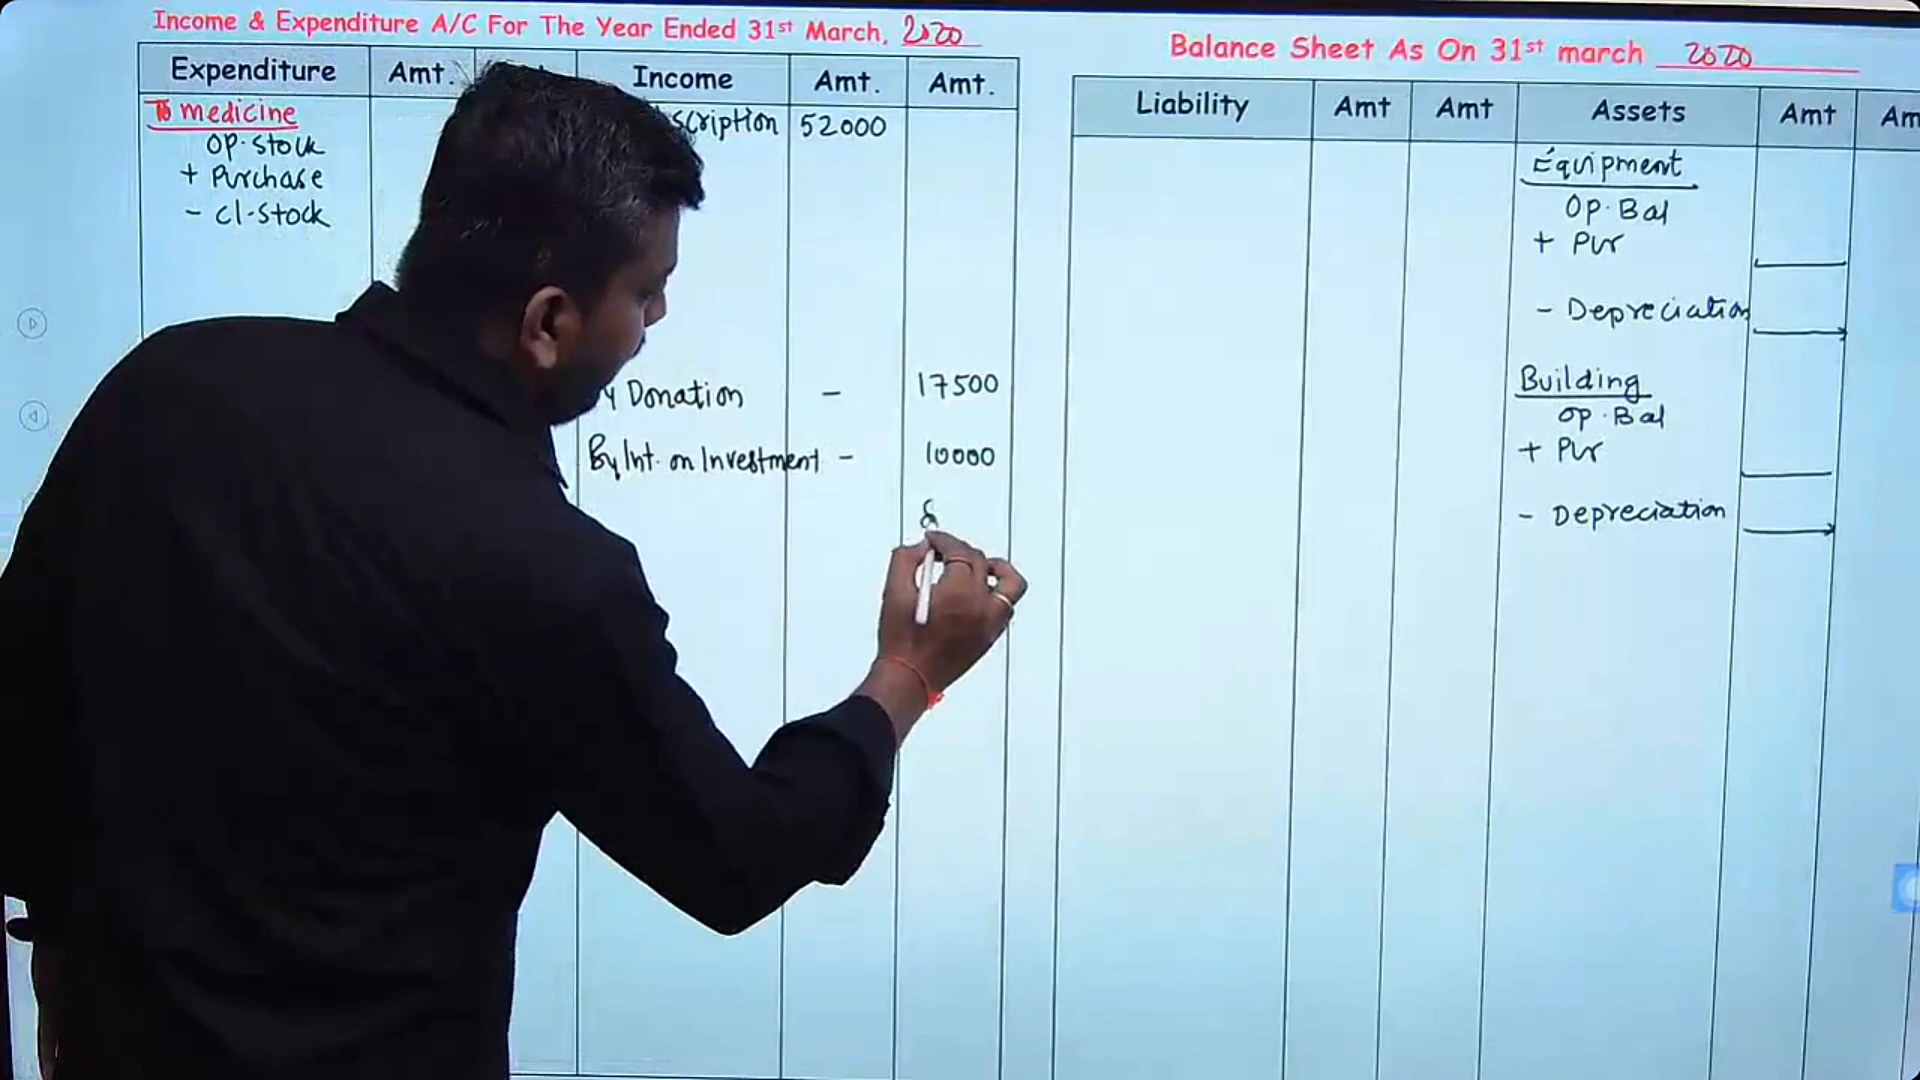 Income & Expenditure A/C For The Year Ended 31st March, 2020
Expenditure Amt. Income Amt. Amt.
To medicine
Op. stock
+ Purchase
- Cl. stock
scription 52000
y Donation - 17500
By Int. on Investment - 10000
8
Balance Sheet As On 31st march 2020
Liability Amt Amt Assets Amt Am
Equipment
Op. Bal
+ Pur
- Depreciation
Building
Op. Bal
+ Pur
- Depreciation